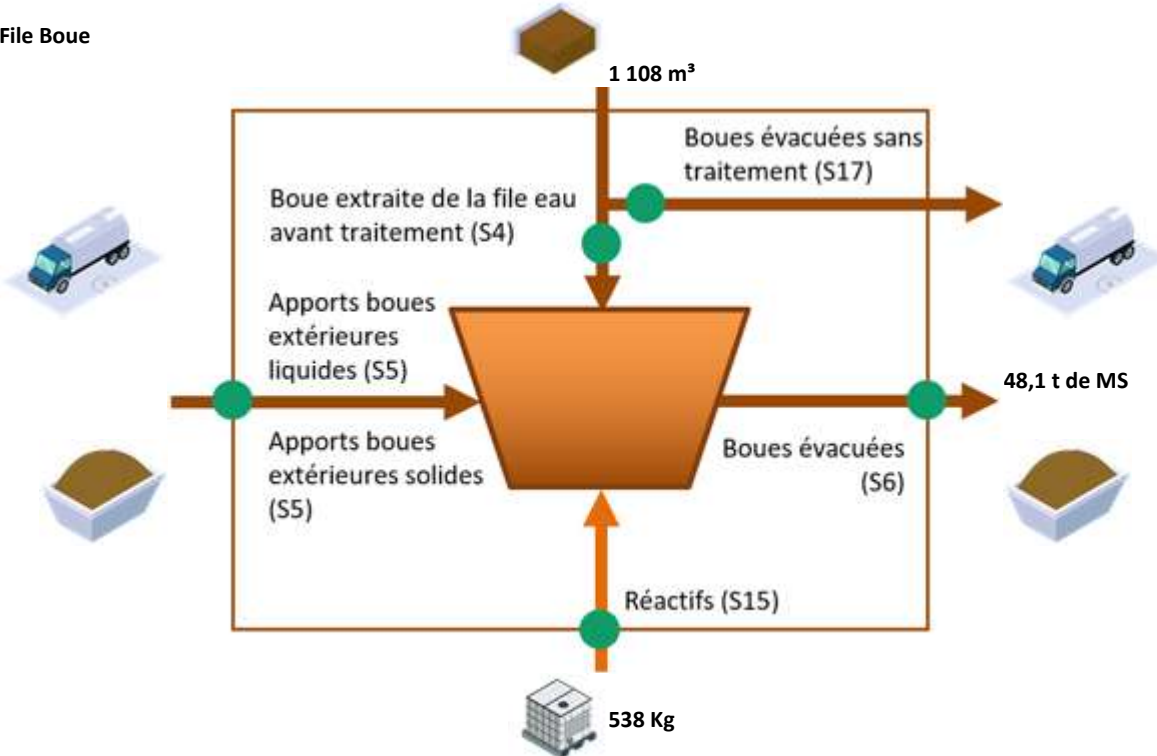 File Boue
1 108 m³
Boues évacuées sans
traitement (S17)
Boue extraite de la file eau
avant traitement (S4)
Apports boues
extérieures
liquides (S5)
48,1 t de MS
Apports boues
extérieures solides
(S5)
Boues évacuées
(S6)
Réactifs (S15)
538 Kg